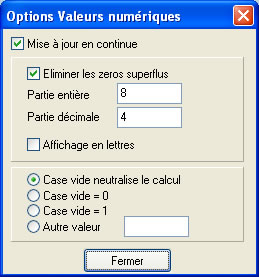 Options Valeurs numériques
Mise à jour en continue
Eliminer les zeros superflus
Partie entière 8
Partie décimale 4
Affichage en lettres
Case vide neutralise le calcul
Case vide = 0
Case vide = 1
Autre valeur
Fermer